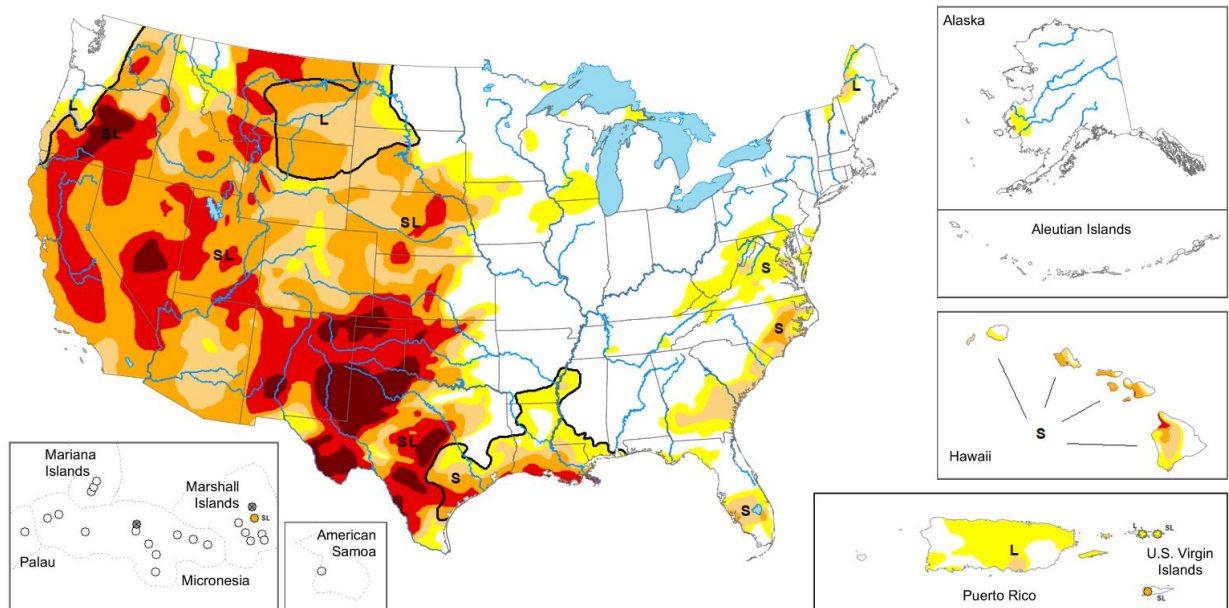 Alaska
Aleutian Islands
L
L
L
SL
SL
SL
S
S
SL
S
S
S
Hawaii
Mariana
Islands
Marshall
Islands
SL
Palau
Micronesia
American
Samoa
L
L
SL
U.S. Virgin
Islands
SL
Puerto Rico